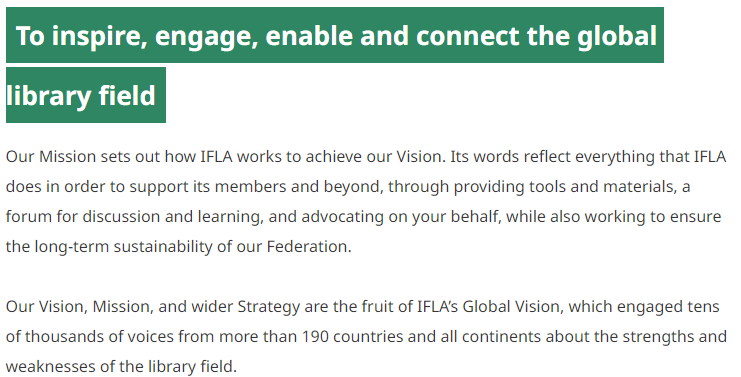 To inspire, engage, enable and connect the global
library field
Our Mission sets out how IFLA works to achieve our Vision. Its words reflect everything that IFLA
does in order to support its members and beyond, through providing tools and materials, a
forum for discussion and learning, and advocating on your behalf, while also working to ensure
the long-term sustainability of our Federation.
Our Vision, Mission, and wider Strategy are the fruit of IFLA’s Global Vision, which engaged tens
of thousands of voices from more than 190 countries and all continents about the strengths and
weaknesses of the library field.